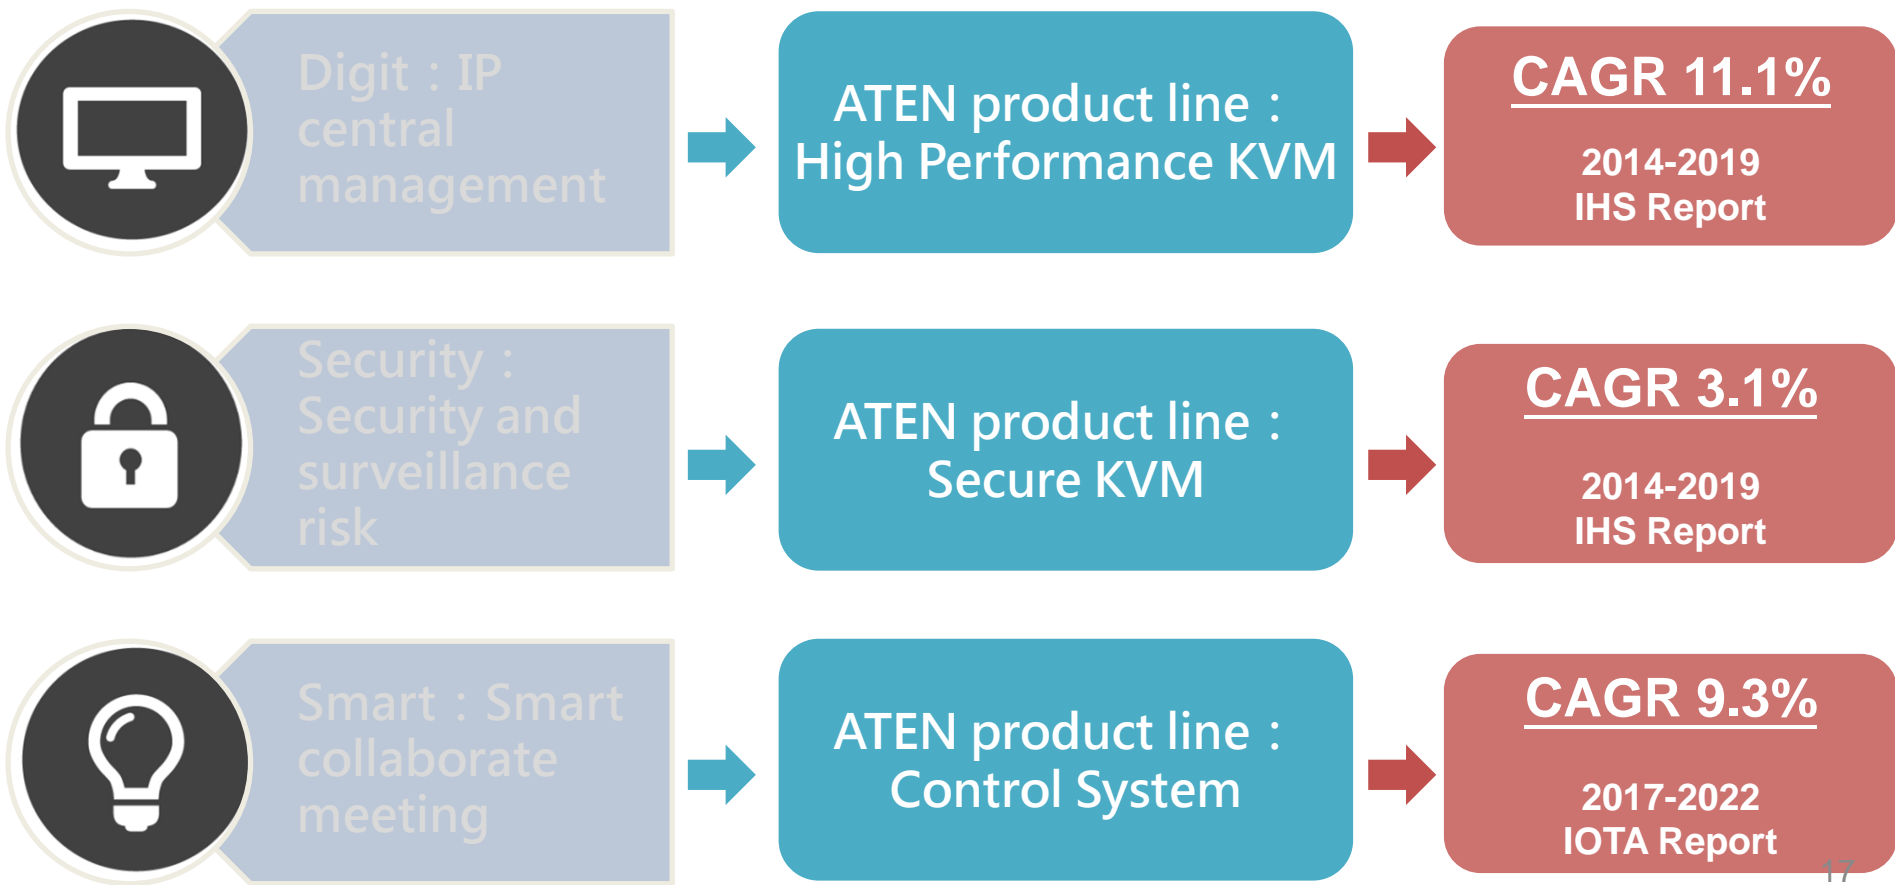 Digit：IP
central
management
ATEN product line：
High Performance KVM
CAGR 11.1%
2014-2019
IHS Report
Security：
Security and
surveillance
risk
ATEN product line：
Secure KVM
CAGR 3.1%
2014-2019
IHS Report
Smart：Smart
collaborate
meeting
ATEN product line：
Control System
CAGR 9.3%
2017-2022
IOTA Report
17